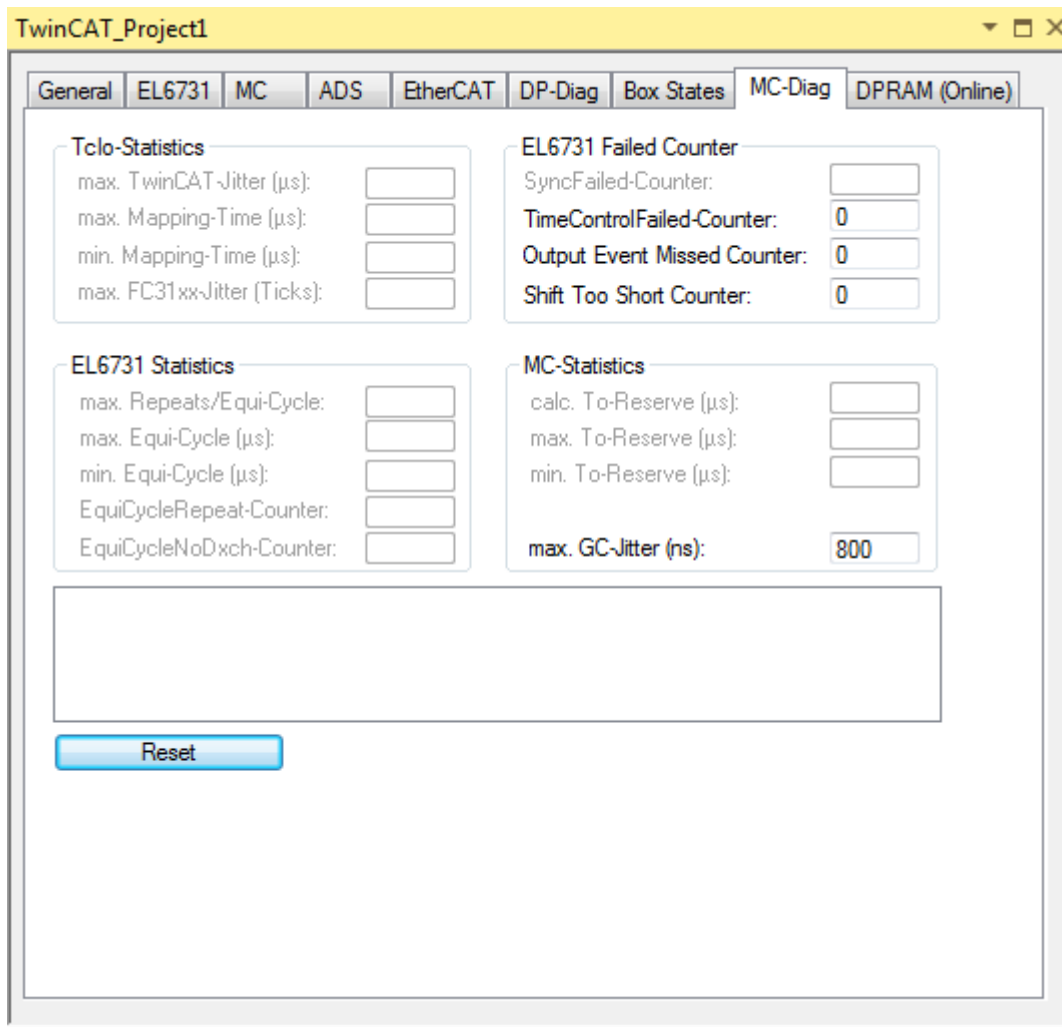 TwinCAT_Project1
General EL6731 MC ADS EtherCAT DP-Diag Box States MC-Diag DPRAM (Online)
TcIo-Statistics
max. TwinCAT-Jitter (µs):
max. Mapping-Time (µs):
min. Mapping-Time (µs):
max. FC31xx-Jitter (Ticks):
EL6731 Failed Counter
SyncFailed-Counter:
TimeControlFailed-Counter: 0
Output Event Missed Counter: 0
Shift Too Short Counter: 0
EL6731 Statistics
max. Repeats/Equi-Cycle:
max. Equi-Cycle (µs):
min. Equi-Cycle (µs):
EquiCycleRepeat-Counter:
EquiCycleNoDxch-Counter:
MC-Statistics
calc. To-Reserve (µs):
max. To-Reserve (µs):
min. To-Reserve (µs):
max. GC-Jitter (ns): 800
Reset